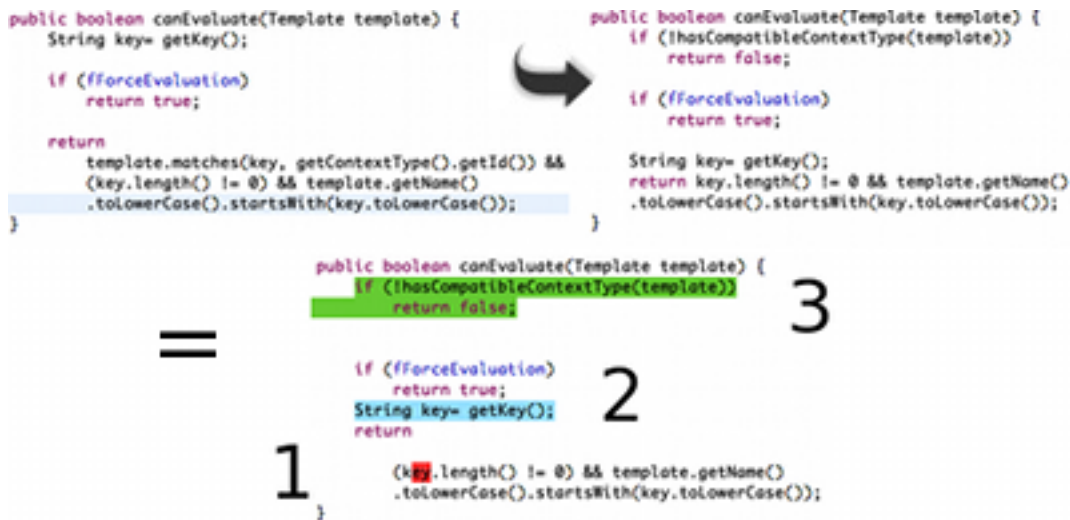 public boolean canEvaluate(Template template) {
String key= getKey();
if (fForceEvaluation)
return true;
return
template.matches(key, getContextType().getId()) &&
(key.length() != 0) && template.getName()
.toLowerCase().startsWith(key.toLowerCase());
}
public boolean canEvaluate(Template template) {
if (!hasCompatibleContextType(template))
return false;
if (fForceEvaluation)
return true;
String key= getKey();
return key.length() != 0 && template.getName()
.toLowerCase().startsWith(key.toLowerCase());
}
=
public boolean canEvaluate(Template template) {
if (!hasCompatibleContextType(template))
return false;
3
if (fForceEvaluation)
return true;
String key= getKey();
2
return
1
(key.length() != 0) && template.getName()
.toLowerCase().startsWith(key.toLowerCase());
}